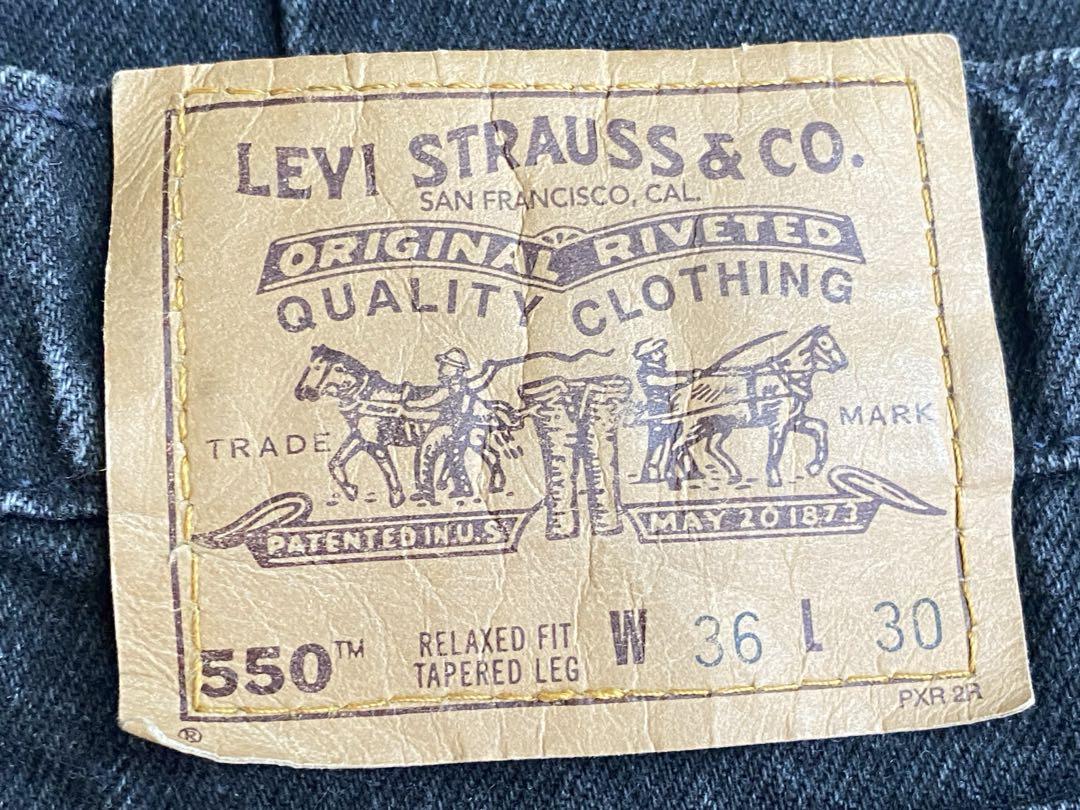 LEVI STRAUSS & CO.
SAN FRANCISCO, CAL.
ORIGINAL RIVETED
QUALITY CLOTHING
TRADE MARK
PATENTED IN U.S. MAY 20 1873
550™ RELAXED FIT W 36 L 30
TAPERED LEG
PXR 2R
®